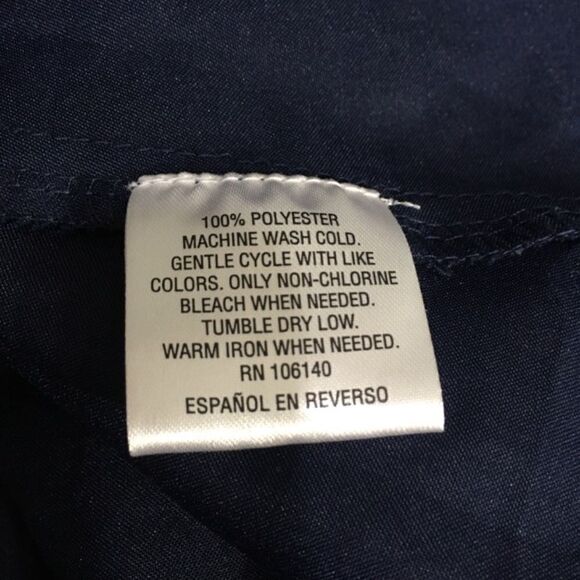 100% POLYESTER
MACHINE WASH COLD.
GENTLE CYCLE WITH LIKE
COLORS. ONLY NON-CHLORINE
BLEACH WHEN NEEDED.
TUMBLE DRY LOW.
WARM IRON WHEN NEEDED.
RN 106140
ESPAÑOL EN REVERSO